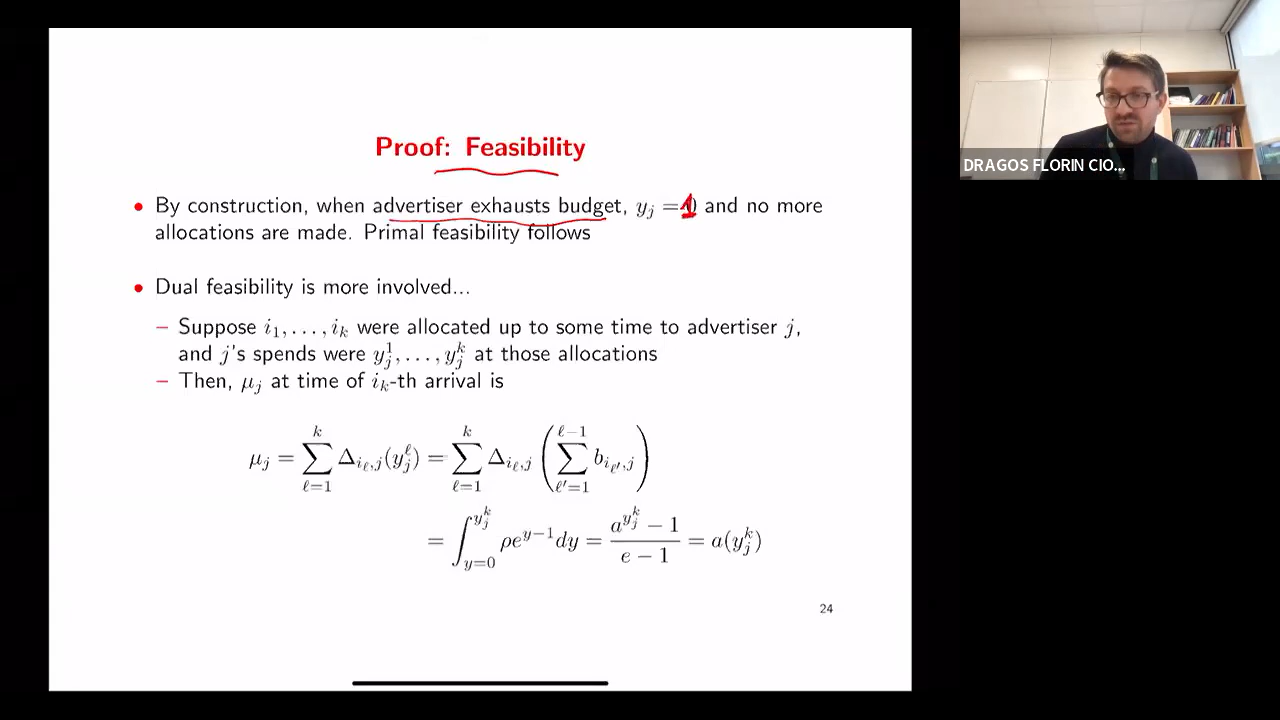 Proof: Feasibility
• By construction, when advertiser exhausts budget, y_j = 1 and no more
allocations are made. Primal feasibility follows
• Dual feasibility is more involved...
– Suppose i_1, . . . , i_k were allocated up to some time to advertiser j,
and j's spends were y_j^1, . . . , y_j^k at those allocations
– Then, μ_j at time of i_k-th arrival is
μ_j = ∑_{ℓ=1}^{k} Δ_{i_ℓ,j}(y_j^ℓ) = ∑_{ℓ=1}^{k} Δ_{i_ℓ,j} ( ∑_{ℓ'=1}^{ℓ−1} b_{i_{ℓ'},j} )
= ∫_{y=0}^{y_j^k} ρe^{y−1}dy = (a^{y_j^k} − 1)/(e − 1) = a(y_j^k)
24
DRAGOS FLORIN CIO...